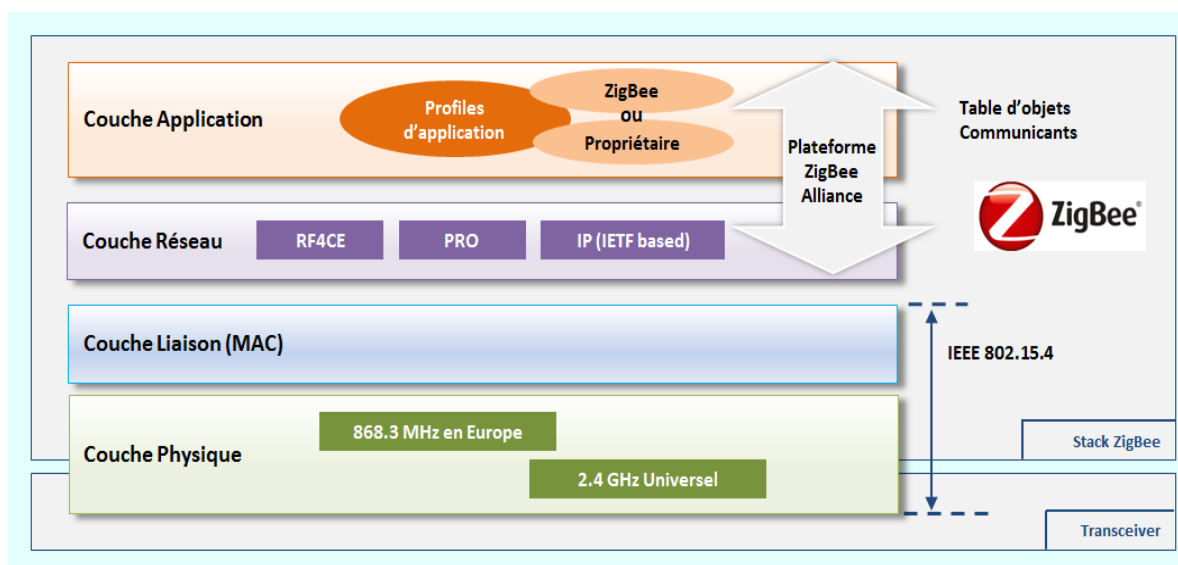 Couche Application
Profiles
d'application
ZigBee
ou
Propriétaire
Plateforme
ZigBee
Alliance
Table d'objets
Communicants
ZigBee®
Couche Réseau
RF4CE
PRO
IP (IETF based)
Couche Liaison (MAC)
IEEE 802.15.4
Couche Physique
868.3 MHz en Europe
2.4 GHz Universel
Stack ZigBee
Transceiver